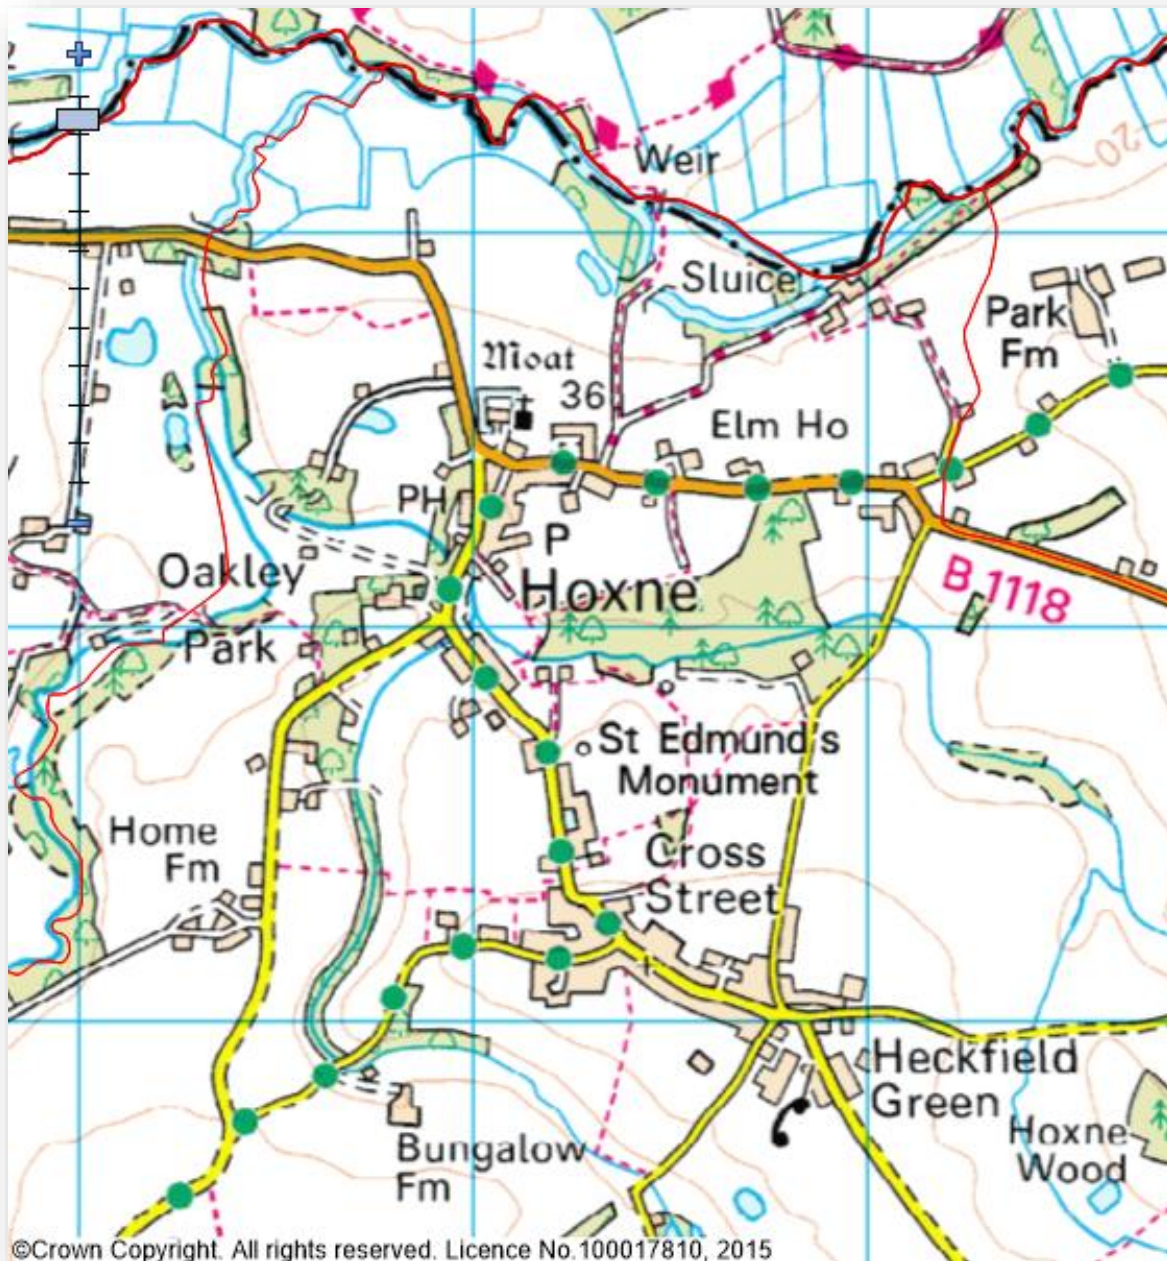 Weir
20
Sluice
Park
Fm
Moat
36
Elm Ho
PH
P
Oakley
Hoxne
B 1118
Park
St Edmund's
Monument
Home
Fm
Cross
Street
Heckfield
Green
Hoxne
Wood
Bungalow
Fm
©Crown Copyright. All rights reserved. Licence No.100017810, 2015